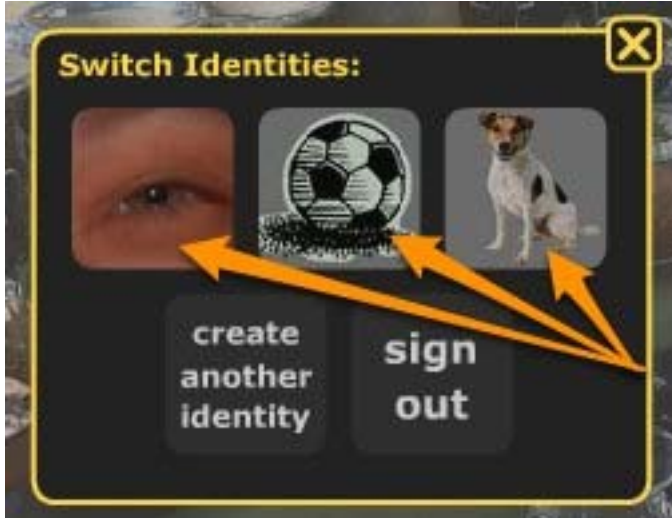 Switch Identities:
create
another
identity
sign
out